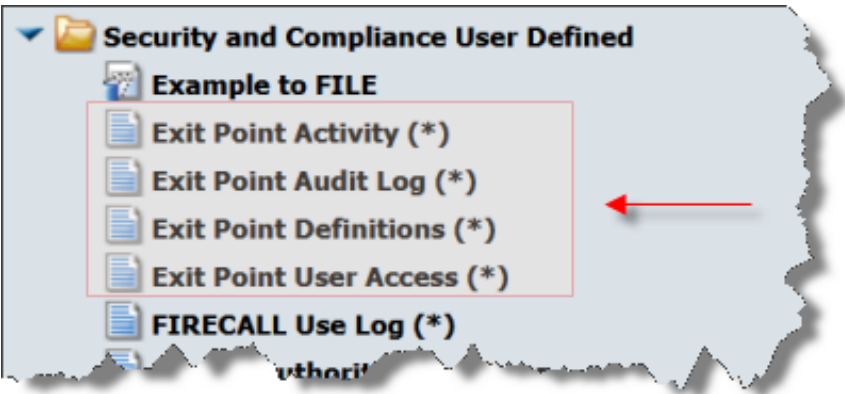 Security and Compliance User Defined
Example to FILE
Exit Point Activity (*)
Exit Point Audit Log (*)
Exit Point Definitions (*)
Exit Point User Access (*)
FIRECALL Use Log (*)